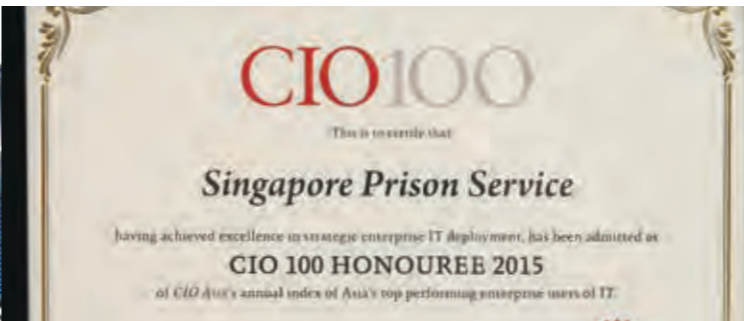 CIO100
This is to certify that
Singapore Prison Service
having achieved excellence in strategic enterprise IT deployment, has been admitted as
CIO 100 HONOUREE 2015
of CIO Asia's annual index of Asia's top performing enterprise users of IT.